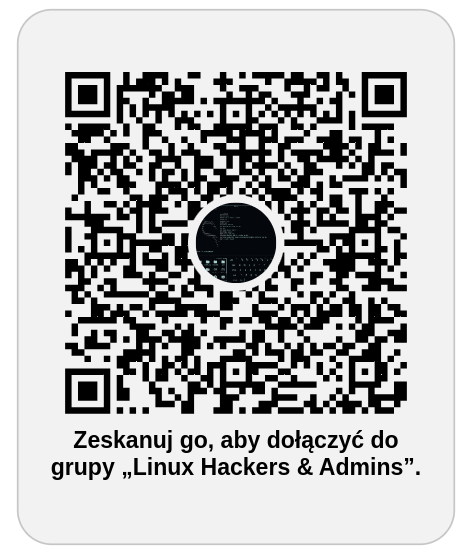 Zeskanuj go, aby dołączyć do
grupy „Linux Hackers & Admins”.